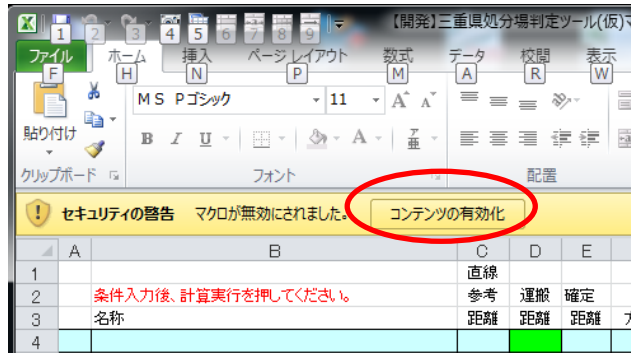 【開発】三重県処分場判定ツール(仮)マ
1 2 3 4 5 6 7 8 9
ファイル ホーム 挿入 ページ レイアウト 数式 データ 校閲 表示
F H N P M A R W
ＭＳ Ｐゴシック 11 A A
貼り付け B I U A
クリップボード フォント 配置
セキュリティの警告 マクロが無効にされました。 コンテンツの有効化
A B C D E
1 直線
2 条件入力後、計算実行を押してください。 参考 運搬 確定
3 名称 距離 距離 距離
4